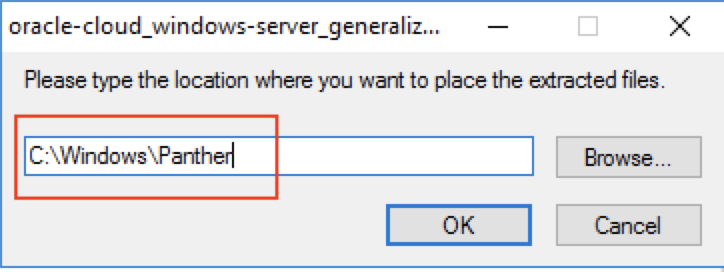 oracle-cloud_windows-server_generaliz...
Please type the location where you want to place the extracted files.
C:\Windows\Panther
Browse...
OK
Cancel